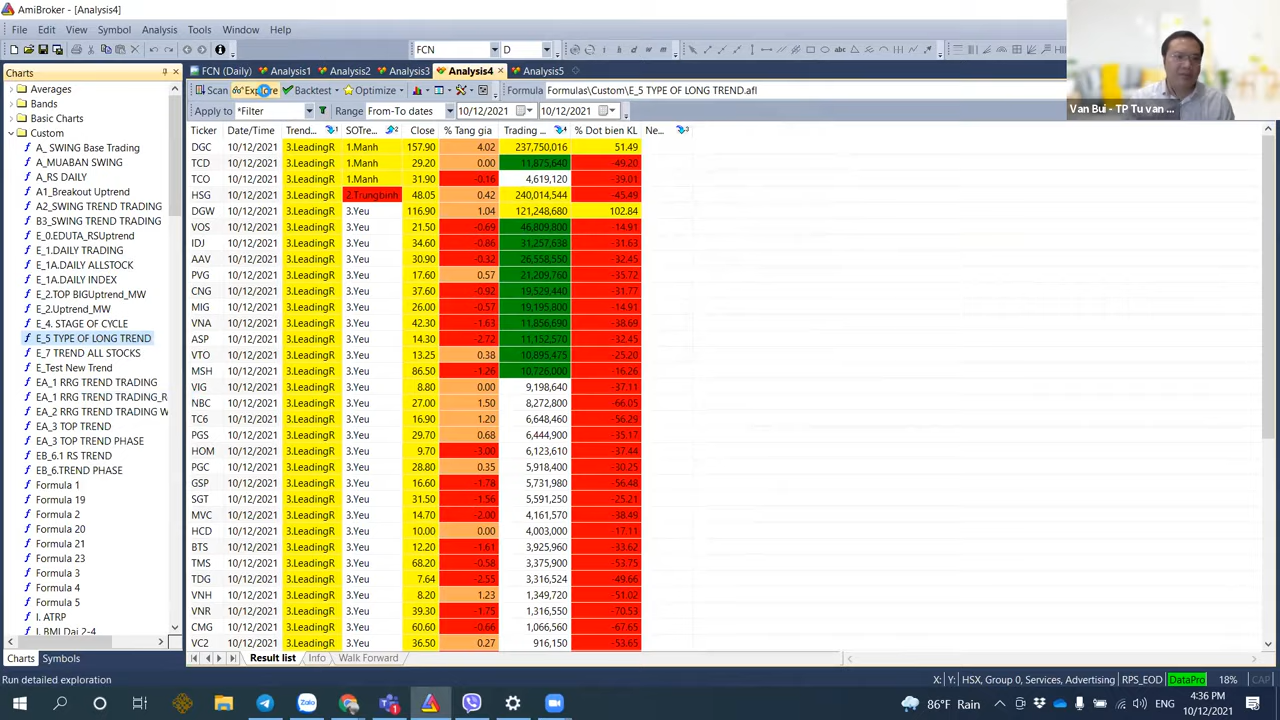 AmiBroker - [Analysis4]
File Edit View Symbol Analysis Tools Window Help
FCN D
Charts
FCN (Daily) Analysis1 Analysis2 Analysis3 Analysis4 Analysis5
Scan Explore Backtest Optimize Formula Formulas\Custom\E_5 TYPE OF LONG TREND.afl
Apply to *Filter Range From-To dates 10/12/2021 10/12/2021
Van Bui - TP Tu van ...
Averages
Bands
Basic Charts
Custom
A_ SWING Base Trading
A_MUABAN SWING
A_RS DAILY
A1_Breakout Uptrend
A2_SWING TREND TRADING
B3_SWING TREND TRADING
E_0.EDUTA_RSUptrend
E_1.DAILY TRADING
E_1A.DAILY ALLSTOCK
E_1A.DAILY INDEX
E_2.TOP BIGUptrend_MW
E_2.Uptrend_MW
E_4. STAGE OF CYCLE
E_5 TYPE OF LONG TREND
E_7 TREND ALL STOCKS
E_Test New Trend
EA_1 RRG TREND TRADING
EA_1 RRG TREND TRADING_R
EA_2 RRG TREND TRADING W
EA_3 TOP TREND
EA_3 TOP TREND PHASE
EB_6.1 RS TREND
EB_6.TREND PHASE
Formula 1
Formula 19
Formula 2
Formula 20
Formula 21
Formula 23
Formula 3
Formula 4
Formula 5
I. ATRP
I. BMI Dai 2-4
Charts Symbols
Ticker Date/Time Trend... SOTre... Close % Tang gia Trading ... % Dot bien KL Ne...
DGC 10/12/2021 3.LeadingR 1.Manh 157.90 4.02 237,750,016 51.49
TCD 10/12/2021 3.LeadingR 1.Manh 29.20 0.00 11,875,640 -49.20
TCO 10/12/2021 3.LeadingR 1.Manh 31.90 -0.16 4,619,120 -39.01
HSG 10/12/2021 3.LeadingR 2.Trungbinh 48.05 0.42 240,014,544 -45.49
DGW 10/12/2021 3.LeadingR 3.Yeu 116.90 1.04 121,248,680 102.84
VOS 10/12/2021 3.LeadingR 3.Yeu 21.50 -0.69 46,809,800 -14.91
IDJ 10/12/2021 3.LeadingR 3.Yeu 34.60 -0.86 31,257,638 -31.63
AAV 10/12/2021 3.LeadingR 3.Yeu 30.90 -0.32 26,558,550 -32.45
PVG 10/12/2021 3.LeadingR 3.Yeu 17.60 0.57 21,209,760 -35.72
CNG 10/12/2021 3.LeadingR 3.Yeu 37.60 -0.92 19,529,440 -31.77
MIG 10/12/2021 3.LeadingR 3.Yeu 26.00 -0.57 19,195,800 -14.91
VNA 10/12/2021 3.LeadingR 3.Yeu 42.30 -1.63 11,856,690 -38.69
ASP 10/12/2021 3.LeadingR 3.Yeu 14.30 -2.72 11,152,570 -32.45
VTO 10/12/2021 3.LeadingR 3.Yeu 13.25 0.38 10,895,475 -25.20
MSH 10/12/2021 3.LeadingR 3.Yeu 86.50 -1.26 10,726,000 -16.26
VIG 10/12/2021 3.LeadingR 3.Yeu 8.80 0.00 9,198,640 -37.11
NBC 10/12/2021 3.LeadingR 3.Yeu 27.00 1.50 8,272,800 -66.05
TC6 10/12/2021 3.LeadingR 3.Yeu 16.90 1.20 6,648,460 -56.29
PGS 10/12/2021 3.LeadingR 3.Yeu 29.70 0.68 6,444,900 -35.17
HOM 10/12/2021 3.LeadingR 3.Yeu 9.70 -3.00 6,123,610 -37.44
PGC 10/12/2021 3.LeadingR 3.Yeu 28.80 0.35 5,918,400 -30.25
GSP 10/12/2021 3.LeadingR 3.Yeu 16.60 -1.78 5,731,980 -56.48
SGT 10/12/2021 3.LeadingR 3.Yeu 31.50 -1.56 5,591,250 -25.21
MVC 10/12/2021 3.LeadingR 3.Yeu 14.70 -2.00 4,161,570 -38.49
HCD 10/12/2021 3.LeadingR 3.Yeu 10.00 0.00 4,003,000 -17.11
BTS 10/12/2021 3.LeadingR 3.Yeu 12.20 -1.61 3,925,960 -33.62
TMS 10/12/2021 3.LeadingR 3.Yeu 68.20 -0.58 3,375,900 -53.75
TDG 10/12/2021 3.LeadingR 3.Yeu 7.64 -2.55 3,316,524 -49.66
VNH 10/12/2021 3.LeadingR 3.Yeu 8.20 1.23 1,349,720 -51.02
VNR 10/12/2021 3.LeadingR 3.Yeu 39.30 -1.75 1,316,550 -70.53
CMG 10/12/2021 3.LeadingR 3.Yeu 60.60 -0.66 1,066,560 -67.65
VC2 10/12/2021 3.LeadingR 3.Yeu 36.50 0.27 916,150 -53.65
Result list Info Walk Forward
Run detailed exploration X: Y: HSX, Group 0, Services, Advertising RPS_EOD DataPro 18% CAP
86°F Rain 4:36 PM
10/12/2021